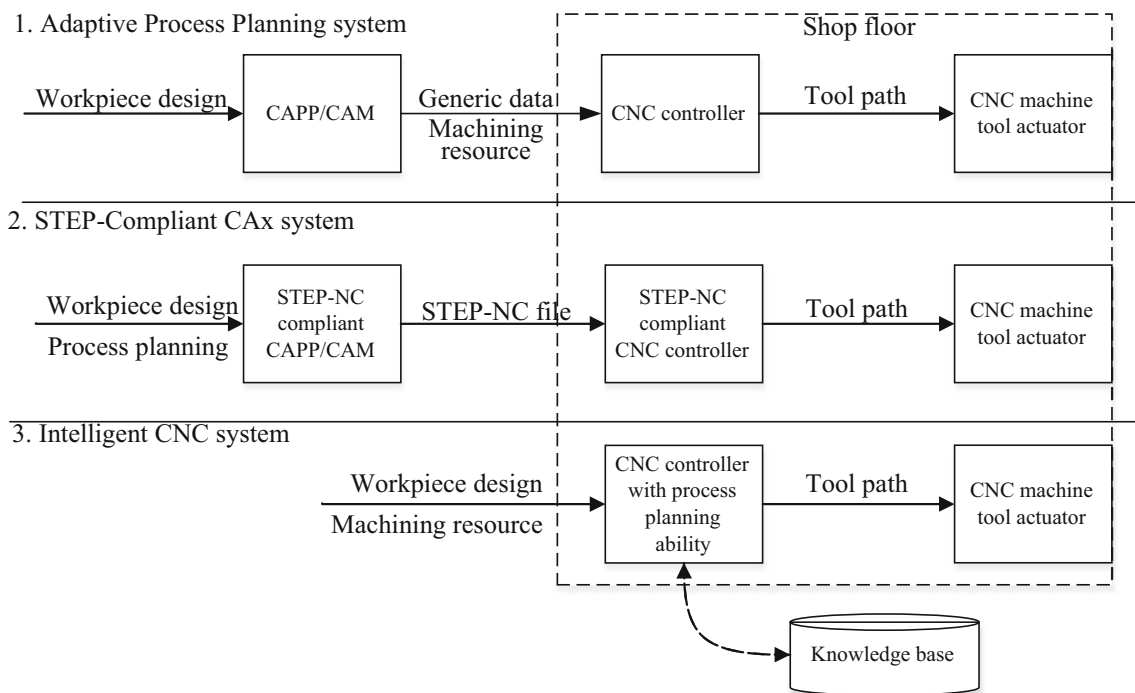 1. Adaptive Process Planning system
Shop floor
Workpiece design
CAPP/CAM
Generic data
Machining
resource
CNC controller
Tool path
CNC machine
tool actuator
2. STEP-Compliant CAx system
Workpiece design
Process planning
STEP-NC
compliant
CAPP/CAM
STEP-NC file
STEP-NC
compliant
CNC controller
Tool path
CNC machine
tool actuator
3. Intelligent CNC system
Workpiece design
Machining resource
CNC controller
with process
planning
ability
Tool path
CNC machine
tool actuator
Knowledge base